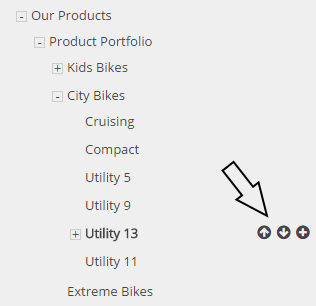 Our Products
Product Portfolio
Kids Bikes
City Bikes
Cruising
Compact
Utility 5
Utility 9
Utility 13
Utility 11
Extreme Bikes